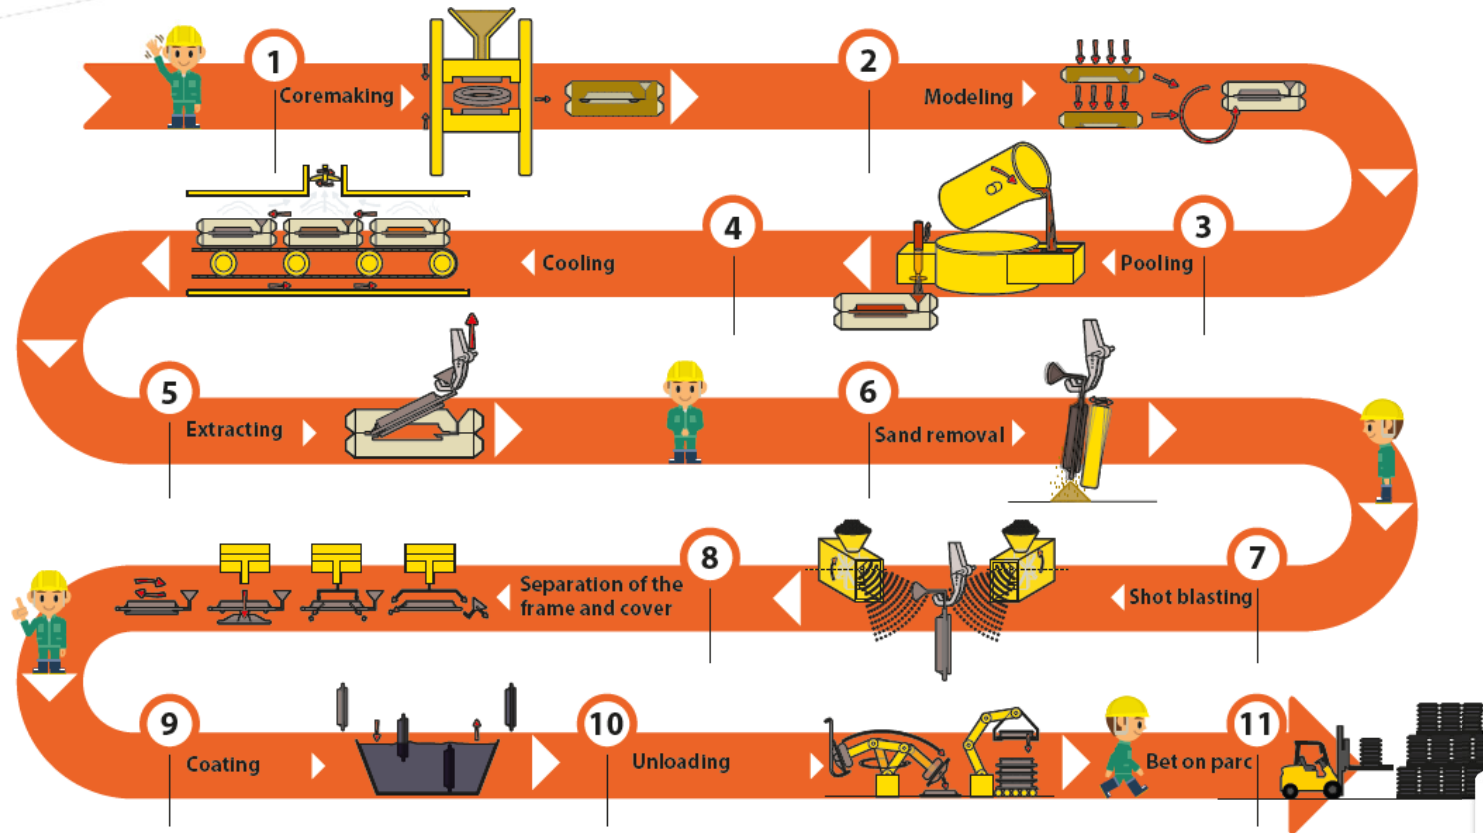 1
Coremaking
2
Modeling
3
Pooling
4
Cooling
5
Extracting
6
Sand removal
7
Shot blasting
8
Separation of the
frame and cover
9
Coating
10
Unloading
11
Bet on parc